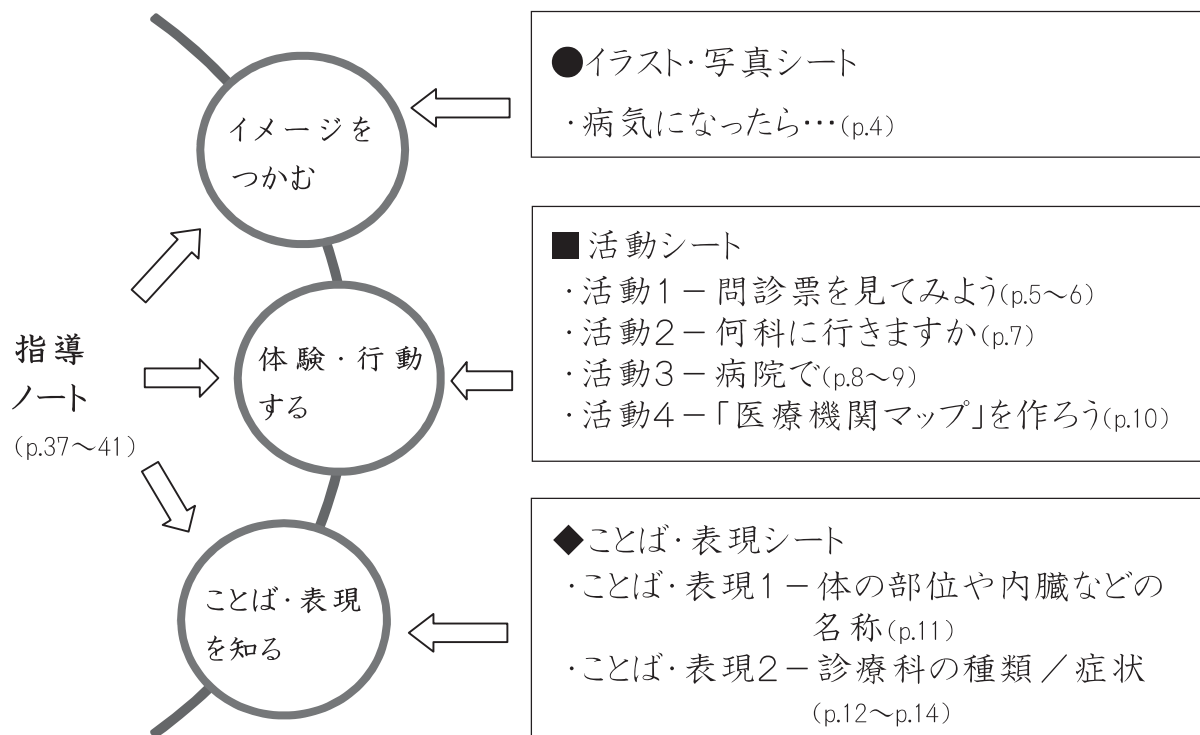 イメージを
つかむ
●イラスト・写真シート
・病気になったら…(p.4)
指導
ノート
(p.37～41)
体験・行動
する
■活動シート
・活動1－問診票を見てみよう(p.5～6)
・活動2－何科に行きますか(p.7)
・活動3－病院で(p.8～9)
・活動4－「医療機関マップ」を作ろう(p.10)
ことば・表現
を知る
◆ことば・表現シート
・ことば・表現1－体の部位や内臓などの
名称(p.11)
・ことば・表現2－診療科の種類／症状
(p.12～p.14)